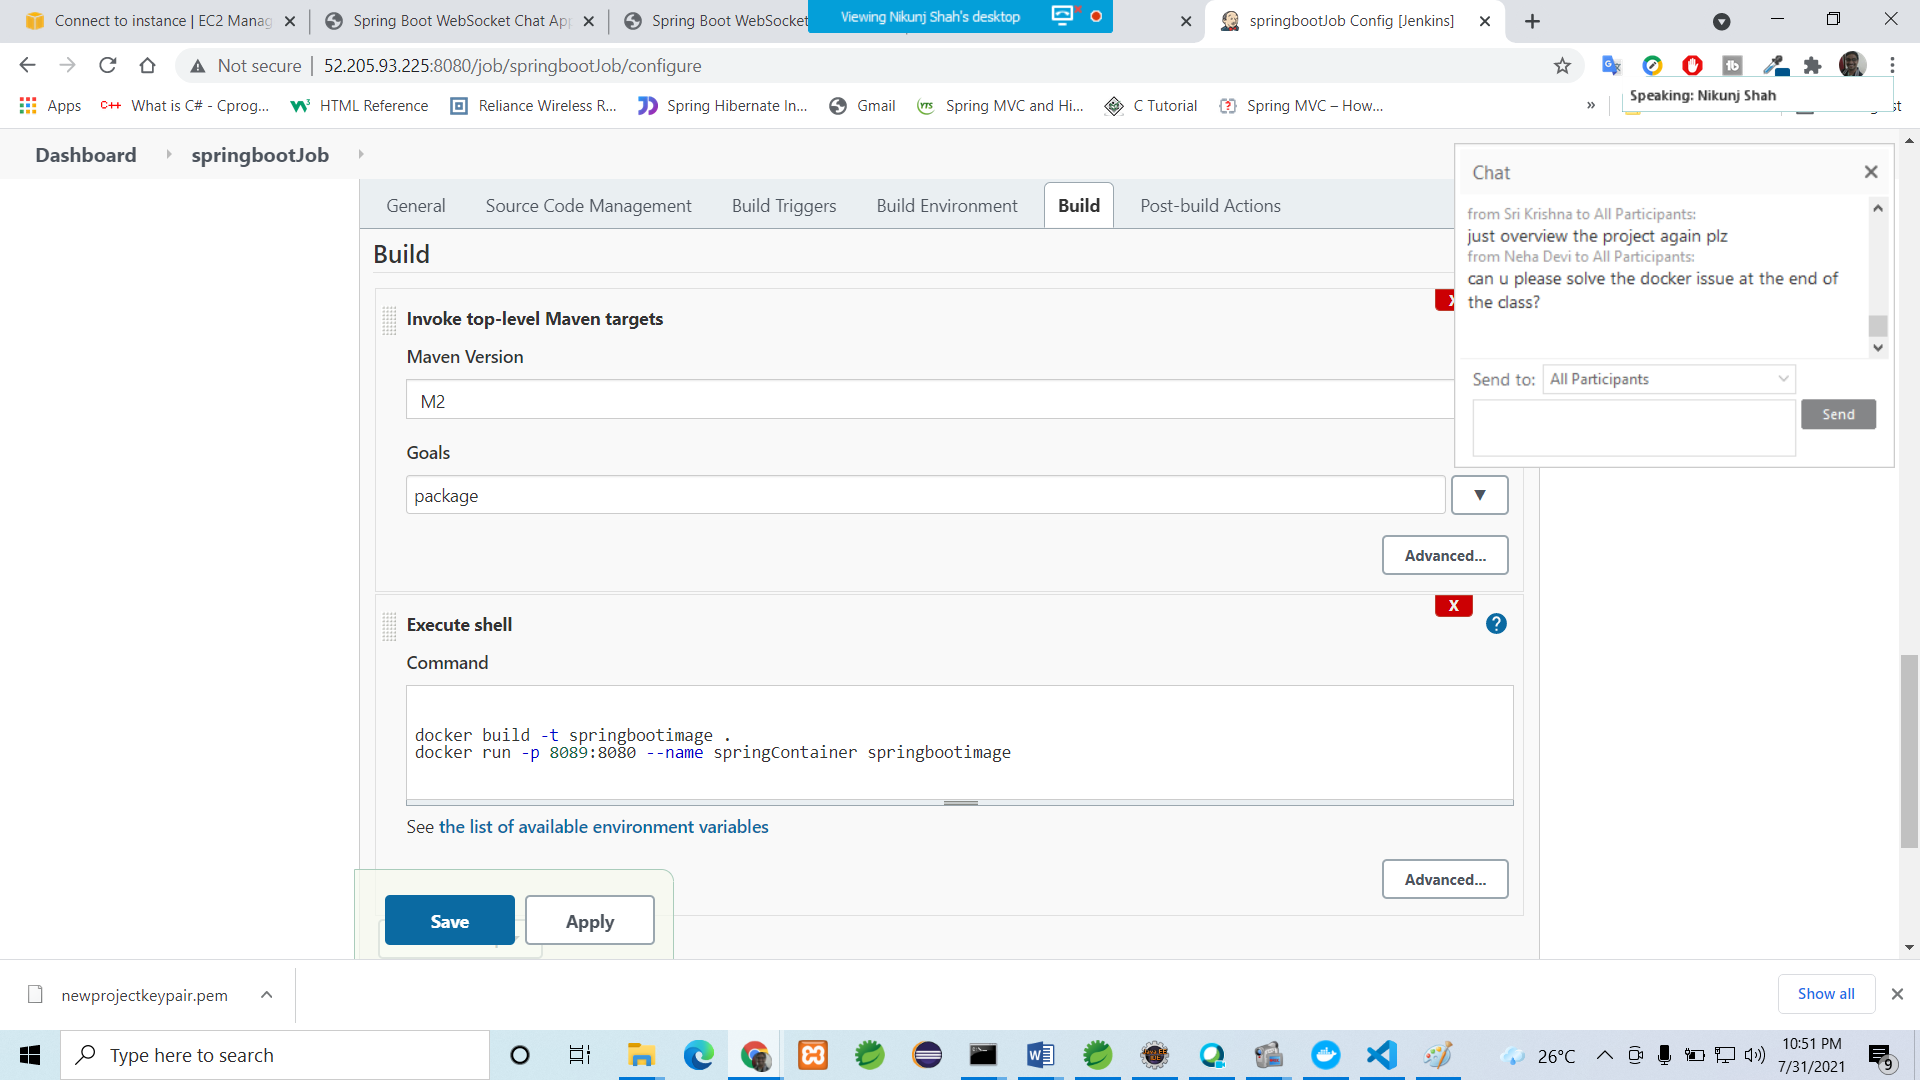 Connect to instance | EC2 Manag
Spring Boot WebSocket Chat App
Spring Boot WebSocket
Viewing Nikunj Shah's desktop
springbootJob Config [Jenkins]
Not secure
52.205.93.225:8080/job/springbootJob/configure
Speaking: Nikunj Shah
Apps
C++ What is C# - Cprog...
HTML Reference
Reliance Wireless R...
Spring Hibernate In...
Gmail
YTS
Spring MVC and Hi...
C Tutorial
Spring MVC – How...
»
Dashboard
springbootJob
General
Source Code Management
Build Triggers
Build Environment
Build
Post-build Actions
Chat
from Sri Krishna to All Participants:
just overview the project again plz
from Neha Devi to All Participants:
can u please solve the docker issue at the end of
the class?
Send to:
All Participants
Send
Build
Invoke top-level Maven targets
Maven Version
M2
Goals
package
Advanced...
Execute shell
X
?
Command
docker build -t springbootimage .
docker run -p 8089:8080 --name springContainer springbootimage
See the list of available environment variables
Advanced...
Save
Apply
newprojectkeypair.pem
Show all
Type here to search
26°C
10:51 PM
7/31/2021
9